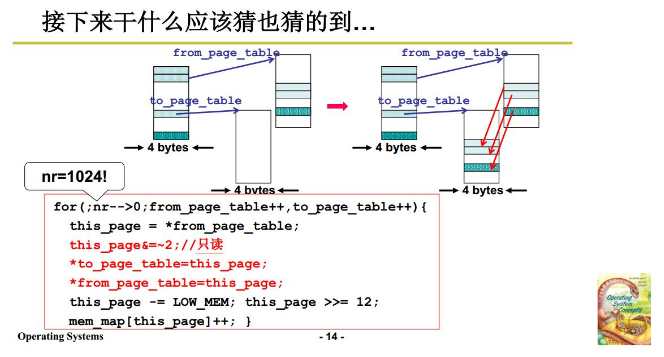 接下来干什么应该猜也猜的到...
from_page_table
to_page_table
4 bytes
4 bytes
from_page_table
to_page_table
4 bytes
4 bytes
nr=1024!
for(;nr-->0;from_page_table++,to_page_table++){
this_page = *from_page_table;
this_page&=~2;//只读
*to_page_table=this_page;
*from_page_table=this_page;
this_page -= LOW_MEM; this_page >>= 12;
mem_map[this_page]++; }
Operating System Concepts
Operating Systems
- 14 -